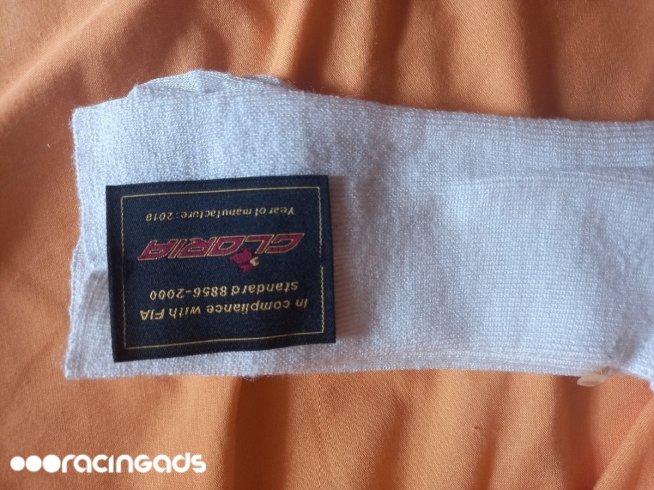 in compliance with FIA
standard 8856-2000
GLORIA
Year of manufacture: 2018
racingads